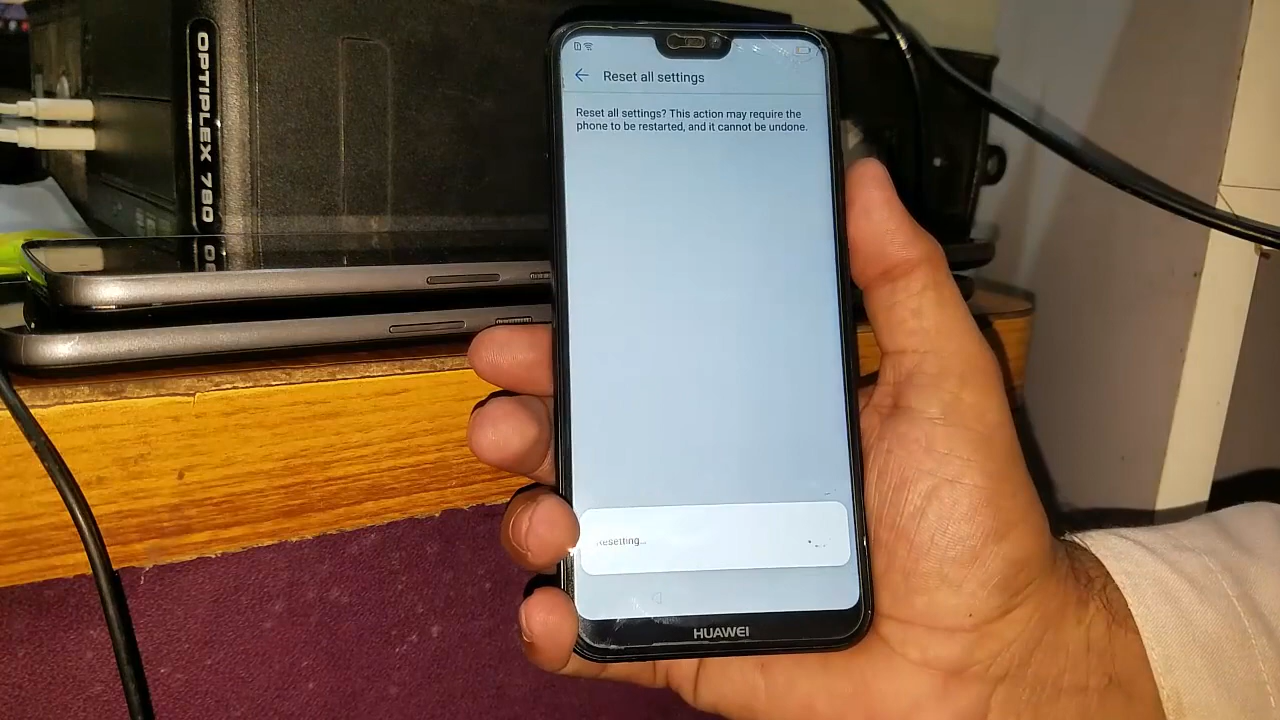 OPTIPLEX 780
Reset all settings
Reset all settings? This action may require the
phone to be restarted, and it cannot be undone.
Resetting...
HUAWEI